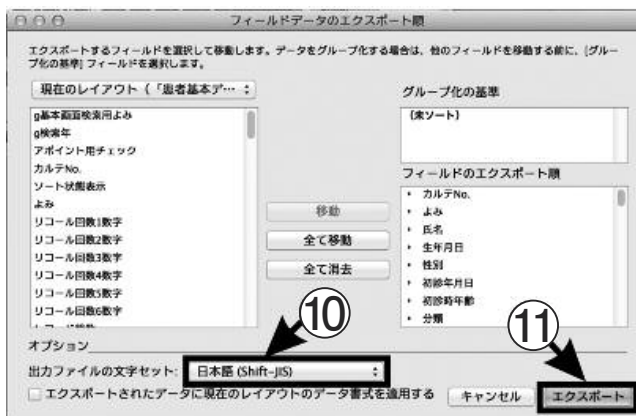 フィールドデータのエクスポート順
エクスポートするフィールドを選択して移動します。データをグループ化する場合は、他のフィールドを移動する前に、[グルー
プ化の基準] フィールドを選択します。
現在のレイアウト(「患者基本デ…
g基本画面検索用よみ
g検索年
アポイント用チェック
カルテNo.
ソート状態表示
よみ
リコール回数1数字
リコール回数2数字
リコール回数3数字
リコール回数4数字
リコール回数5数字
リコール回数6数字
移動
全て移動
全て消去
グループ化の基準
(未ソート)
フィールドのエクスポート順
・ カルテNo.
・ よみ
・ 氏名
・ 生年月日
・ 性別
・ 初診年月日
・ 初診時年齢
・ 分類
⑩
⑪
オプション
出力ファイルの文字セット: 日本語 (Shift-JIS)
エクスポートされたデータに現在のレイアウトのデータ書式を適用する
キャンセル
エクスポート